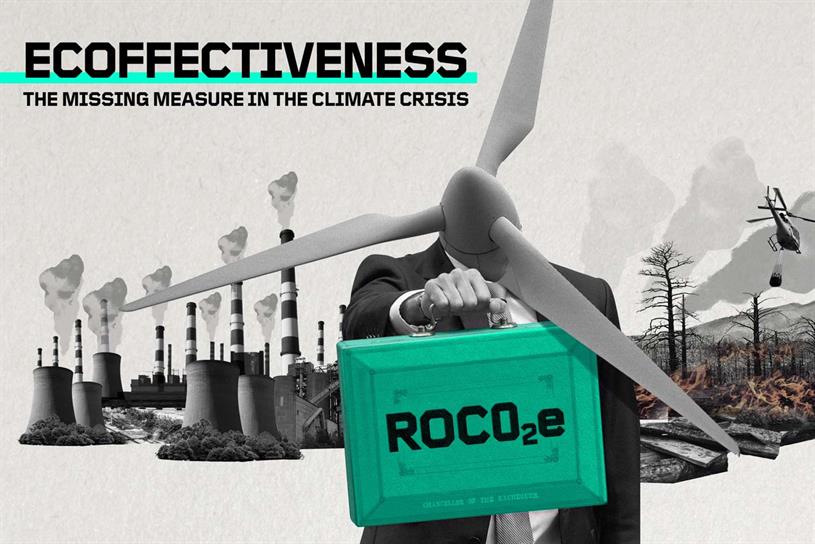 ECOFFECTIVENESS
THE MISSING MEASURE IN THE CLIMATE CRISIS
ROCO₂e
CHANCELLOR OF THE EXCHEQUER